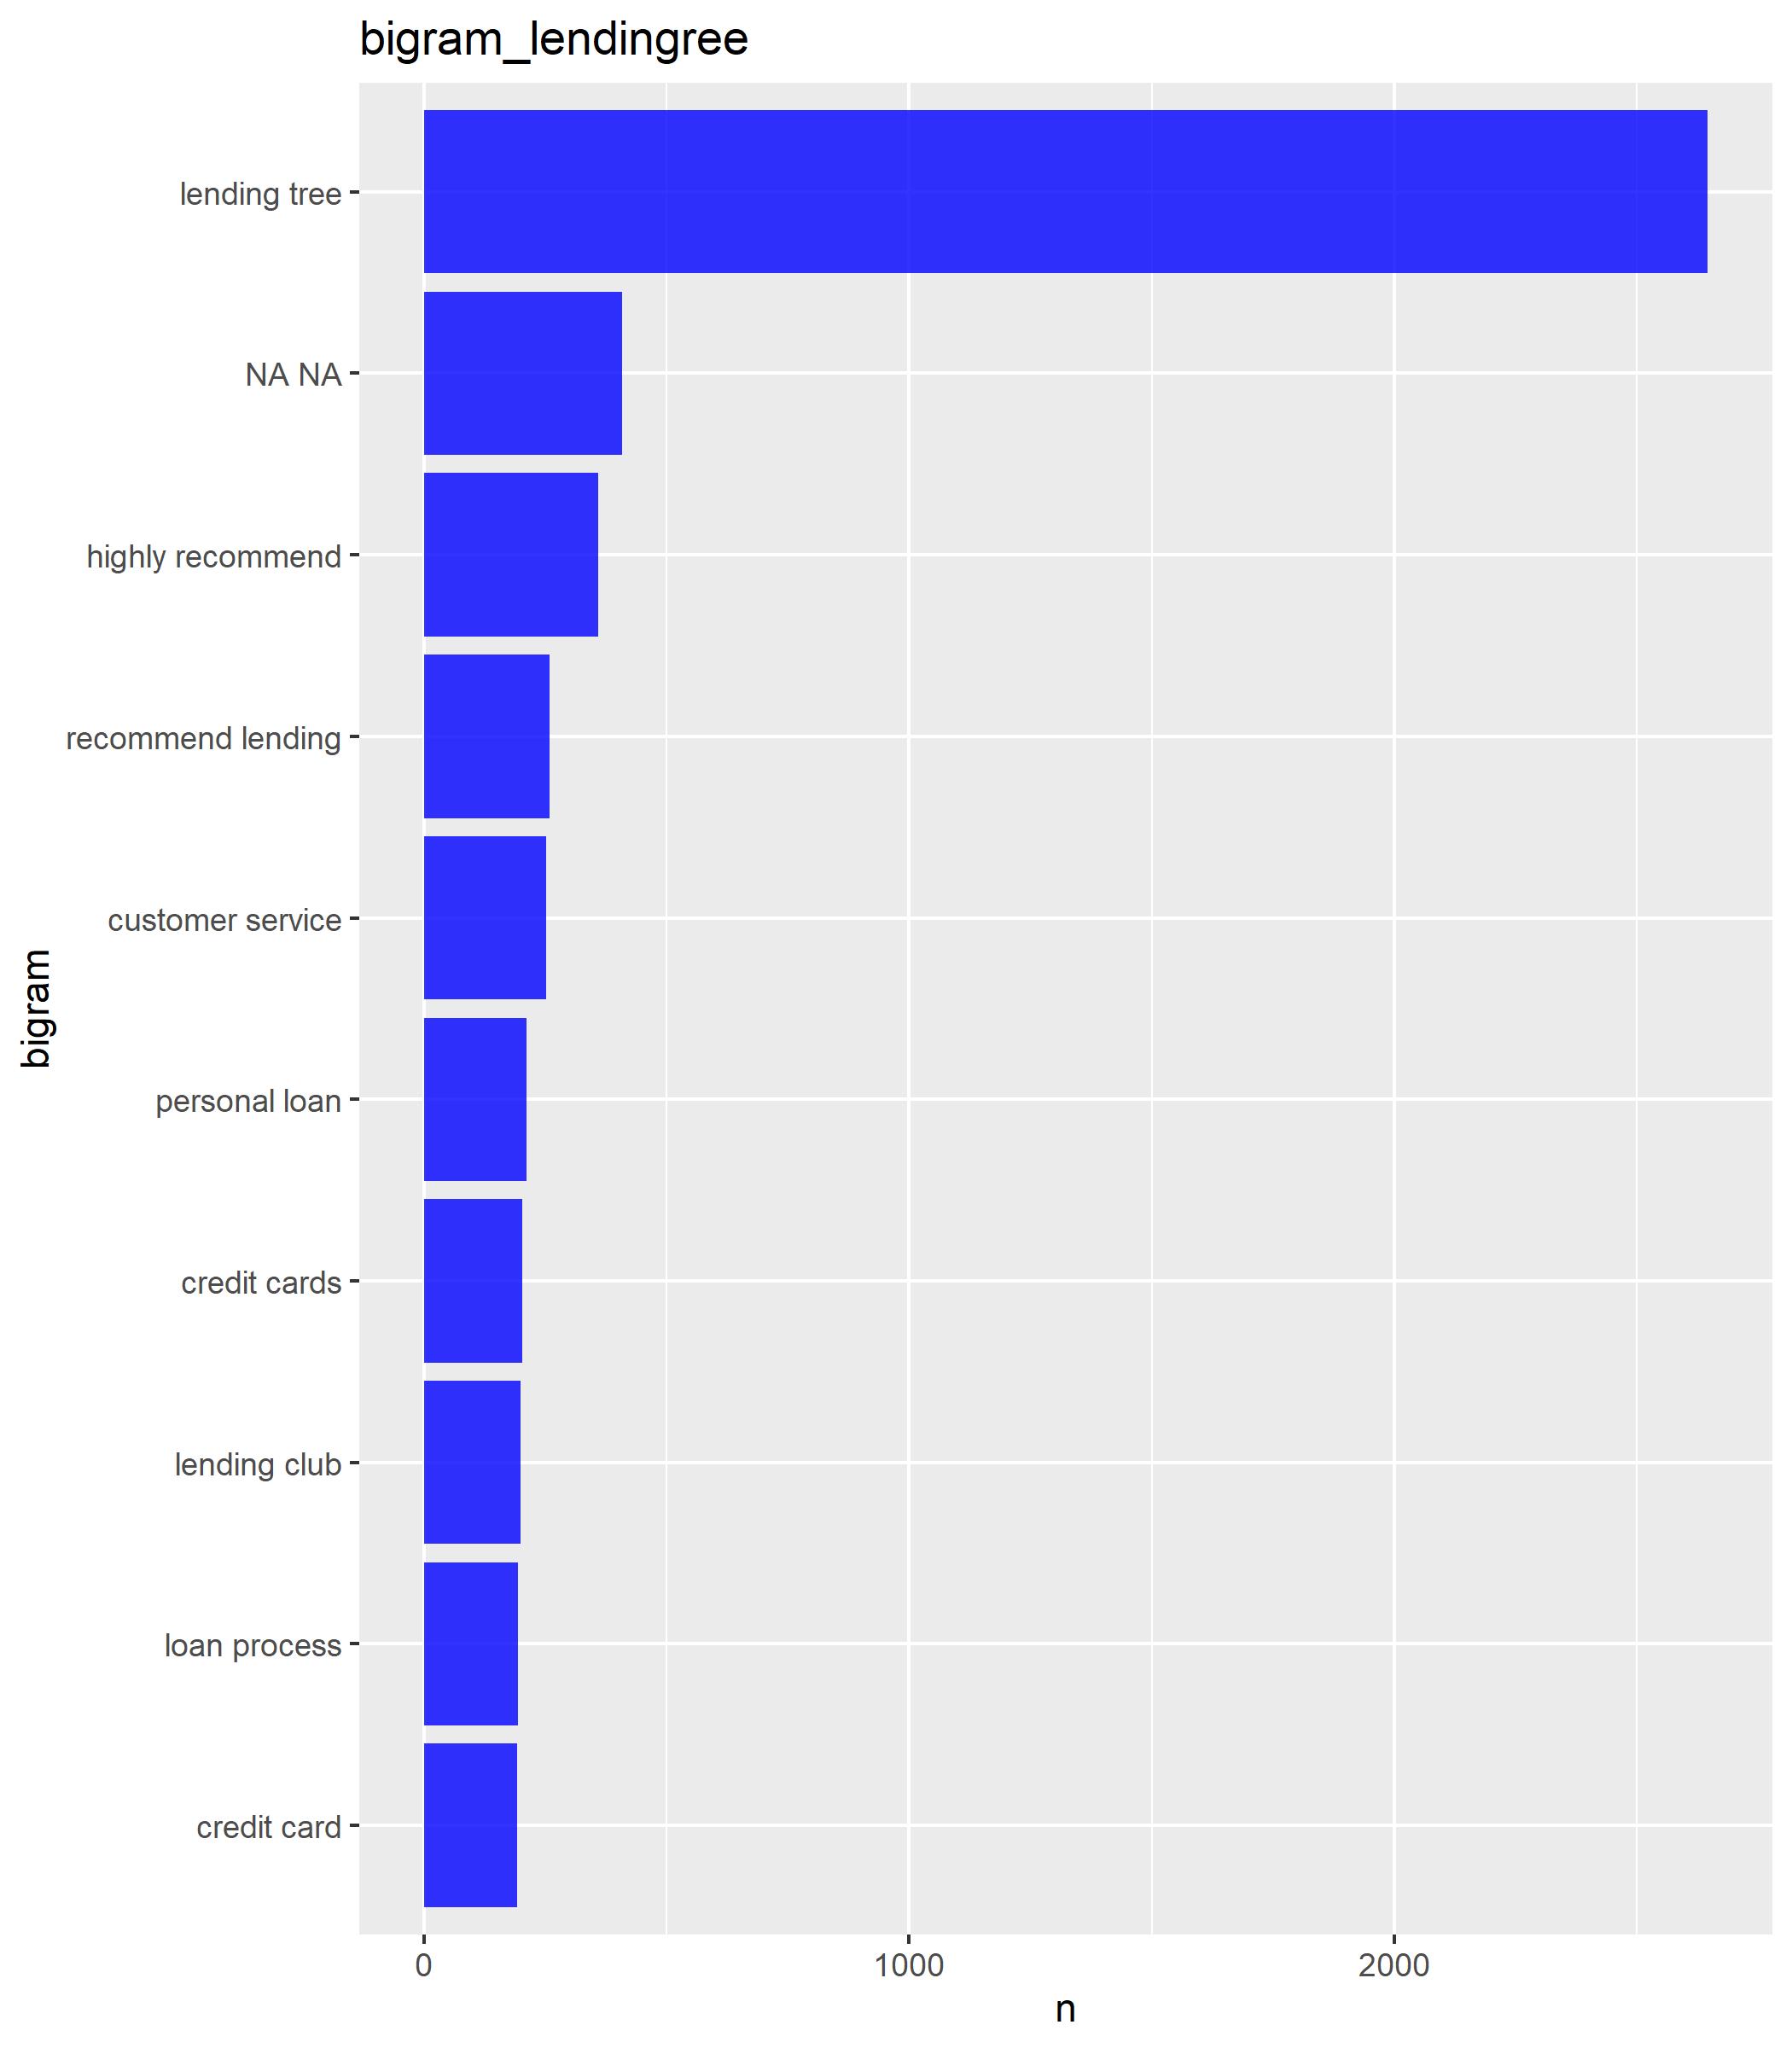 bigram_lendingree
lending tree
NA NA
highly recommend
recommend lending
customer service
personal loan
credit cards
lending club
loan process
credit card
bigram
0 1000 2000
n